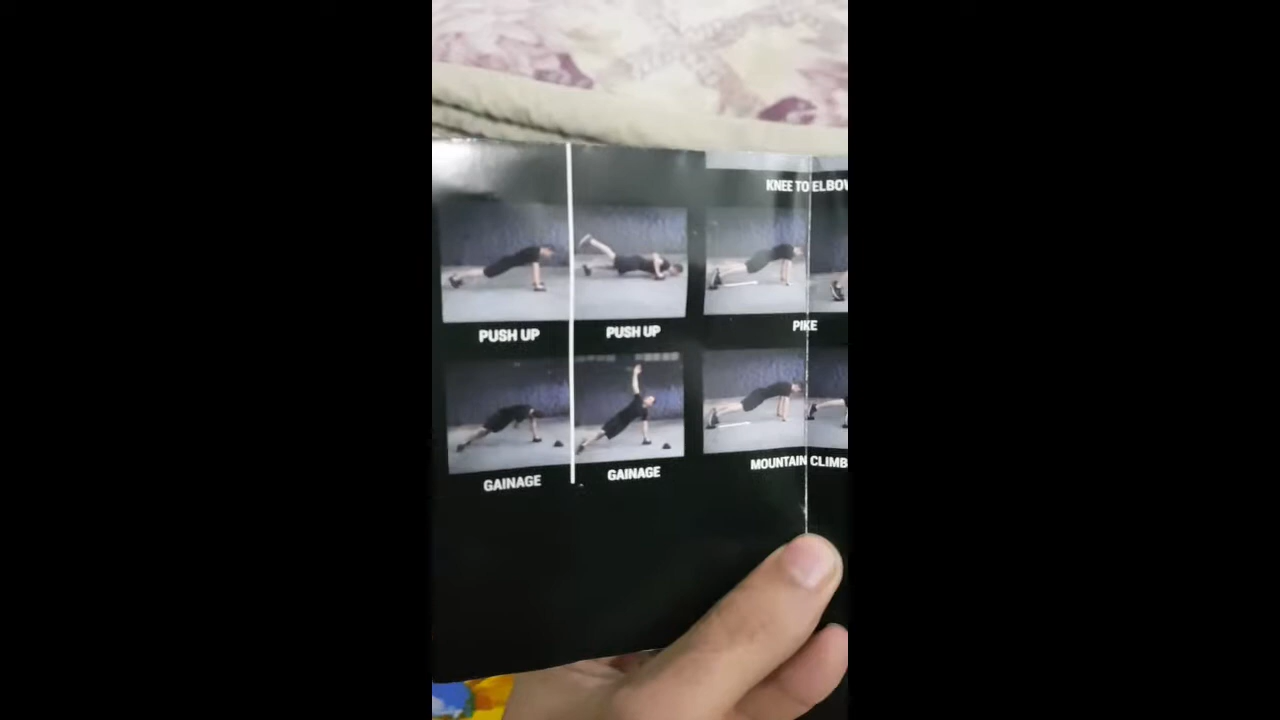 KNEE TO ELBOW
PUSH UP
PUSH UP
PIKE
GAINAGE
GAINAGE
MOUNTAIN CLIMB